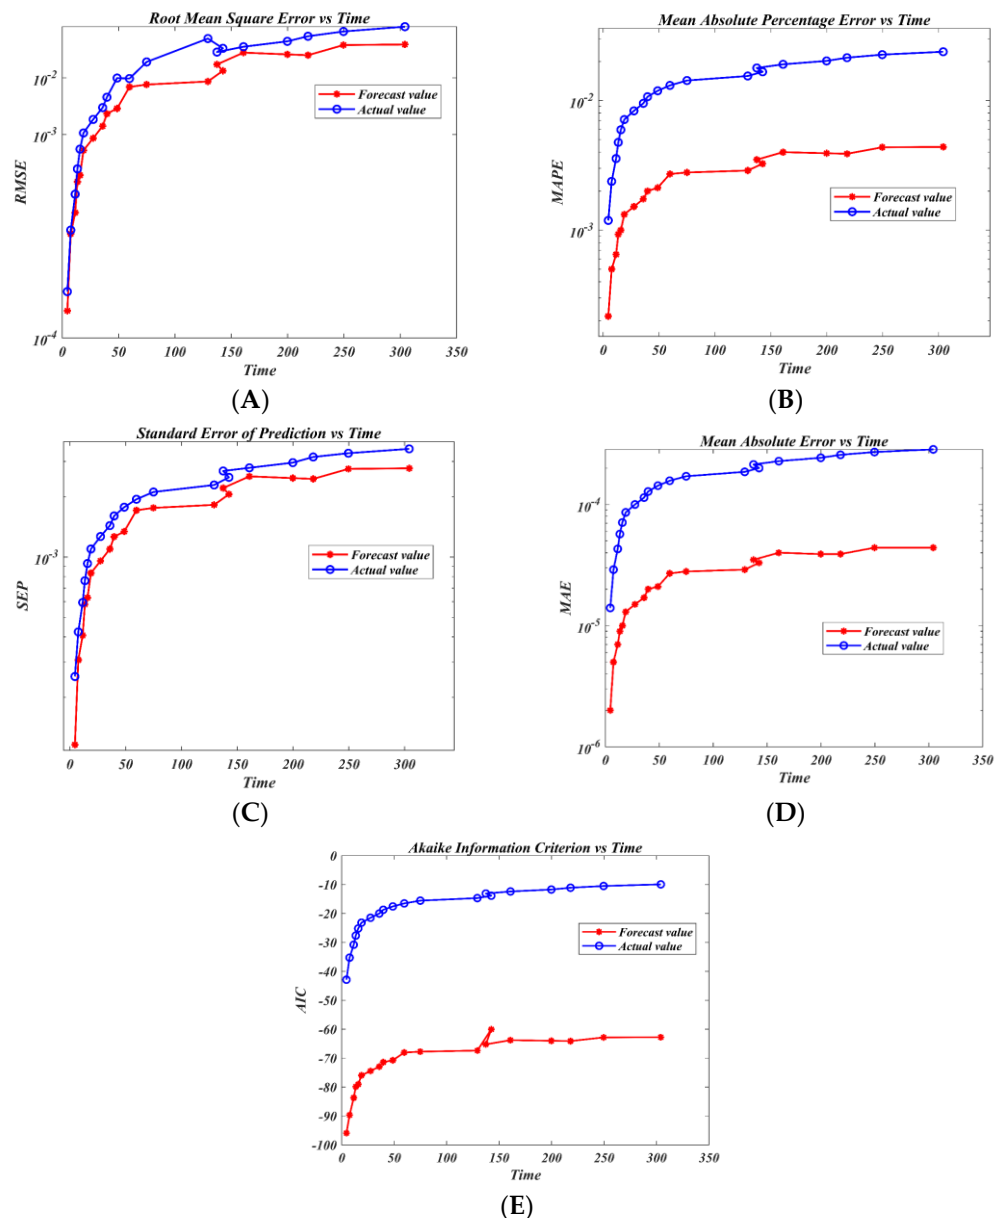 Root Mean Square Error vs Time
10^-2
10^-3
10^-4
RMSE
Forecast value
Actual value
0 50 100 150 200 250 300 350
Time
(A)
Mean Absolute Percentage Error vs Time
10^-2
10^-3
MAPE
Forecast value
Actual value
0 50 100 150 200 250 300
Time
(B)
Standard Error of Prediction vs Time
10^-3
SEP
Forecast value
Actual value
0 50 100 150 200 250 300
Time
(C)
Mean Absolute Error vs Time
10^-4
10^-5
10^-6
MAE
Forecast value
Actual value
0 50 100 150 200 250 300 350
Time
(D)
Akaike Information Criterion vs Time
0
-10
-20
-30
-40
-50
-60
-70
-80
-90
-100
AIC
Forecast value
Actual value
0 50 100 150 200 250 300 350
Time
(E)